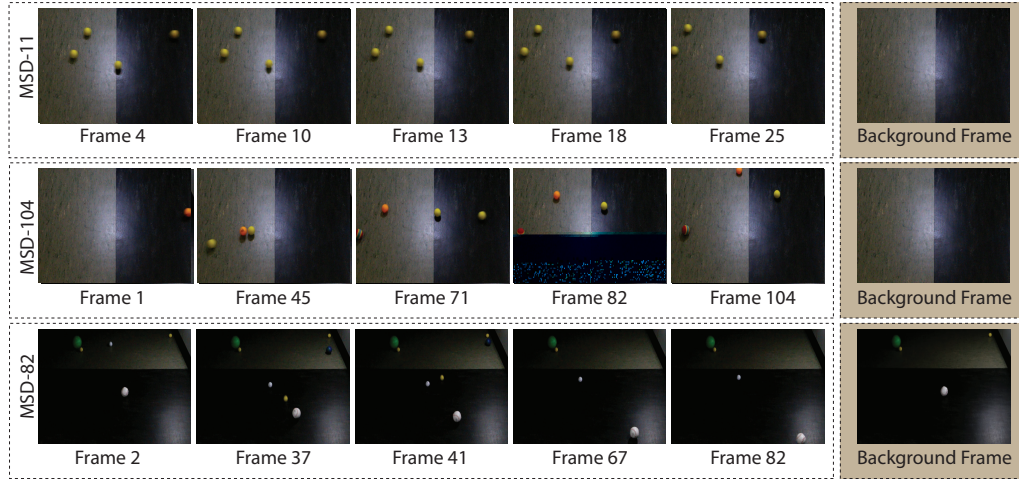 MSD-11
Frame 4
Frame 10
Frame 13
Frame 18
Frame 25
Background Frame
MSD-104
Frame 1
Frame 45
Frame 71
Frame 82
Frame 104
Background Frame
MSD-82
Frame 2
Frame 37
Frame 41
Frame 67
Frame 82
Background Frame